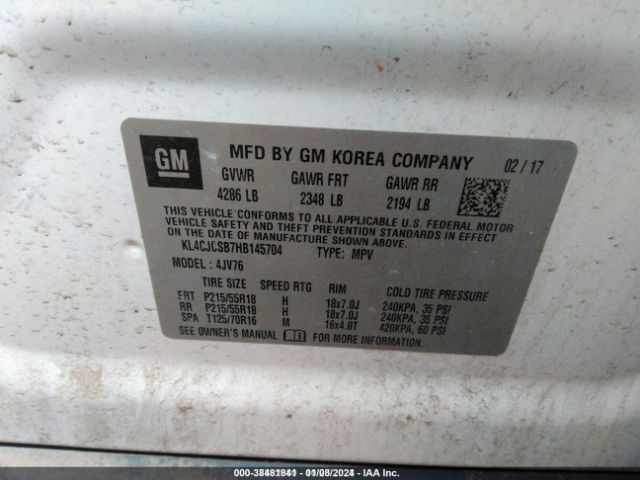 GM MFD BY GM KOREA COMPANY 02 / 17
GVWR GAWR FRT GAWR RR
4286 LB 2348 LB 2194 LB
THIS VEHICLE CONFORMS TO ALL APPLICABLE U.S. FEDERAL MOTOR
VEHICLE SAFETY AND THEFT PREVENTION STANDARDS IN EFFECT
ON THE DATE OF MANUFACTURE SHOWN ABOVE.
KL4CJCSB7HB145704 TYPE: MPV
MODEL : 4JV76
TIRE SIZE SPEED RTG RIM COLD TIRE PRESSURE
FRT P215/55R18 H 18x7.0J 240KPA, 35 PSI
RR P215/55R18 H 18x7.0J 240KPA, 35 PSI
SPA T125/70R16 M 16x4.0T 420KPA, 60 PSI
SEE OWNER'S MANUAL FOR MORE INFORMATION.
- IAA Inc.